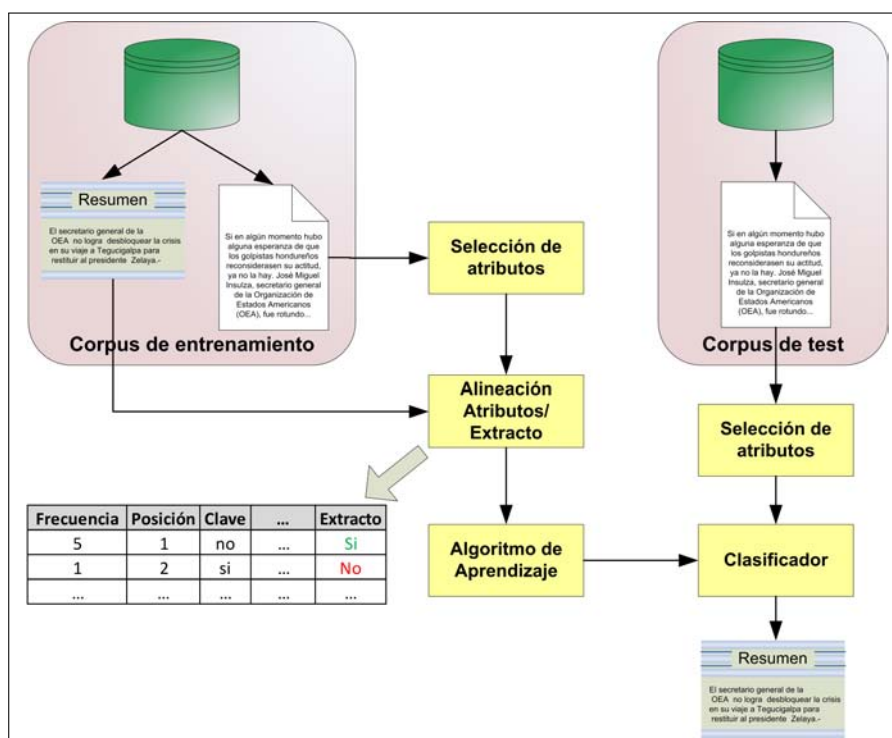 Resumen
El secretario general de la
OEA no logra desbloquear la crisis
en su viaje a Tegucigalpa para
restituir al presidente Zelaya.-
Si en algún momento hubo
alguna esperanza de que
los golpistas hondureños
reconsiderasen su actitud,
ya no la hay. José Miguel
Insulza, secretario general
de la Organización de
Estados Americanos
(OEA), fue rotundo...
Corpus de entrenamiento
Selección de
atributos
Alineación
Atributos/
Extracto
Frecuencia Posición Clave ... Extracto
5 1 no ... Si
1 2 si ... No
... ... ... ... ...
Algoritmo de
Aprendizaje
Si en algún momento hubo
alguna esperanza de que
los golpistas hondureños
reconsiderasen su actitud,
ya no la hay. José Miguel
Insulza, secretario general
de la Organización de
Estados Americanos
(OEA), fue rotundo...
Corpus de test
Selección de
atributos
Clasificador
Resumen
El secretario general de la
OEA no logra desbloquear la crisis
en su viaje a Tegucigalpa para
restituir al presidente Zelaya.-